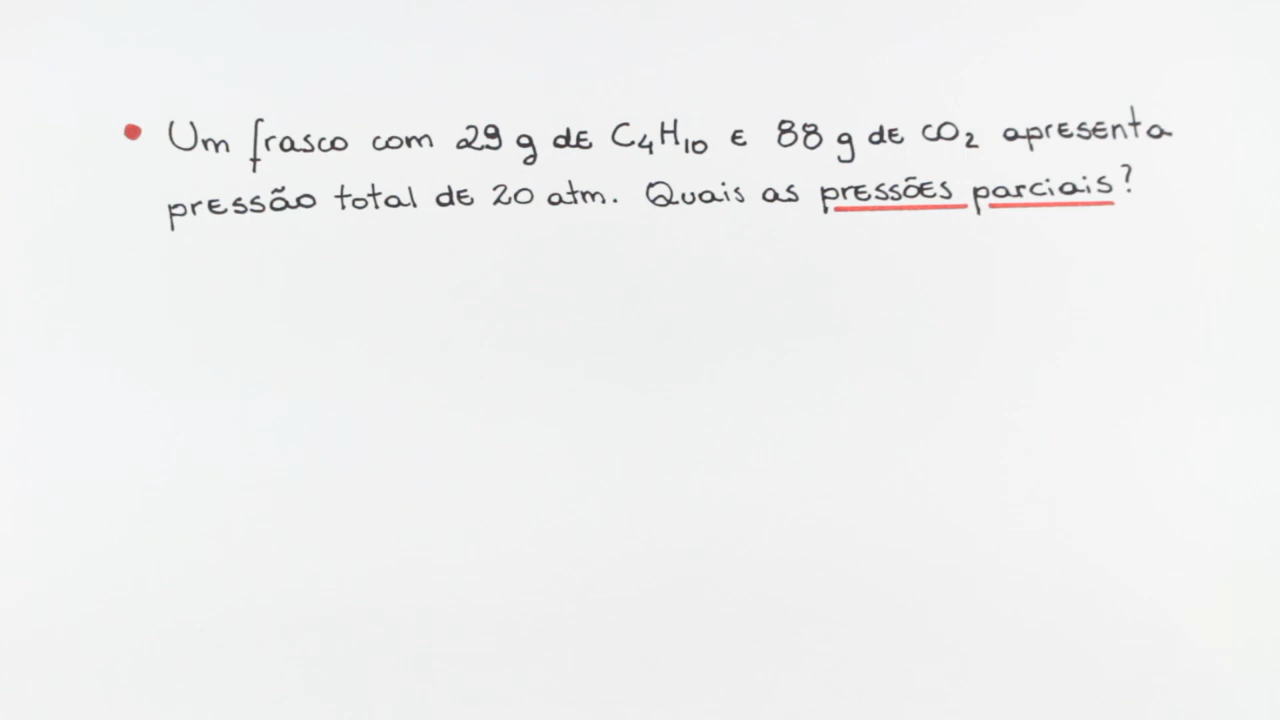 • Um frasco com 29 g de C₄H₁₀ e 88 g de CO₂ apresenta
pressão total de 20 atm. Quais as pressões parciais?